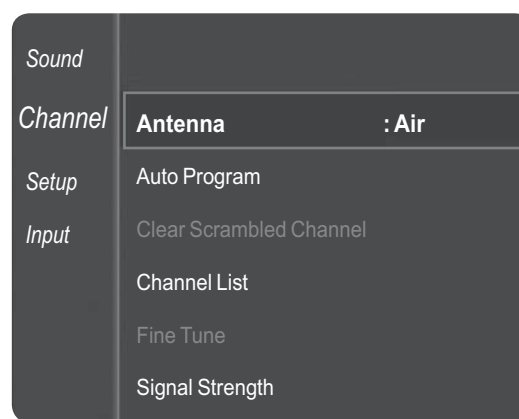 Sound
Channel
Setup
Input
Antenna : Air
Auto Program
Clear Scrambled Channel
Channel List
Fine Tune
Signal Strength